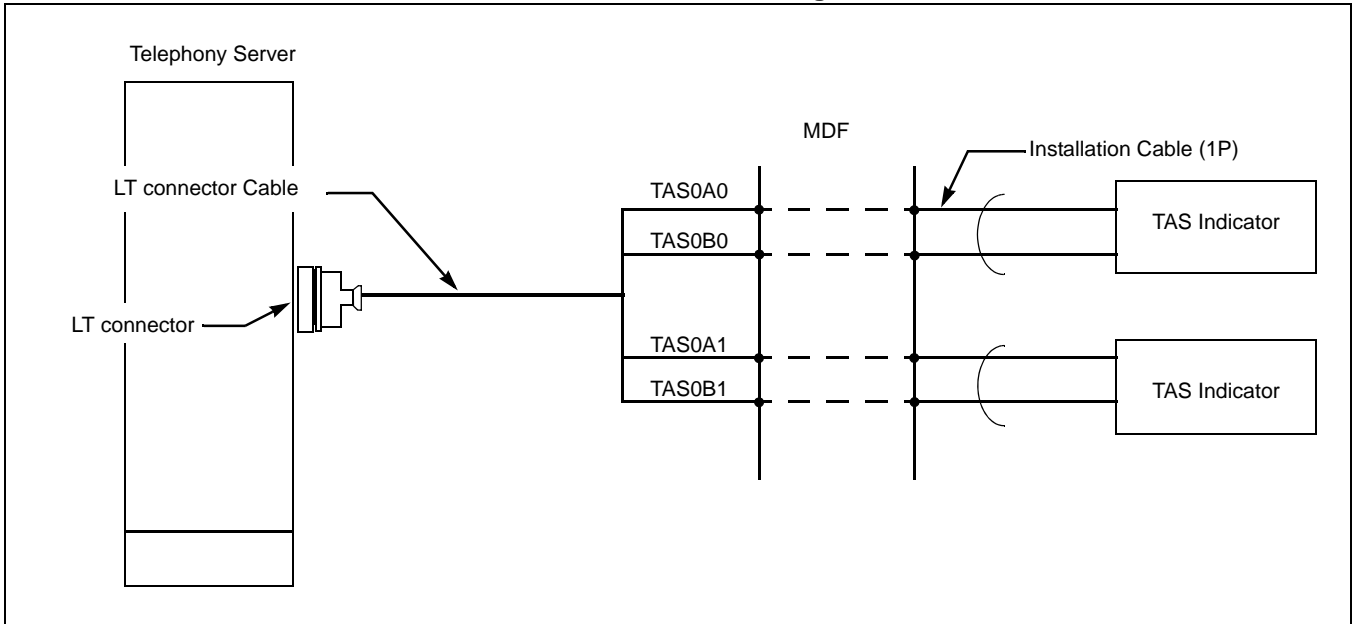 Telephony Server
MDF
Installation Cable (1P)
LT connector Cable
TAS0A0
TAS Indicator
TAS0B0
LT connector
TAS0A1
TAS0B1
TAS Indicator